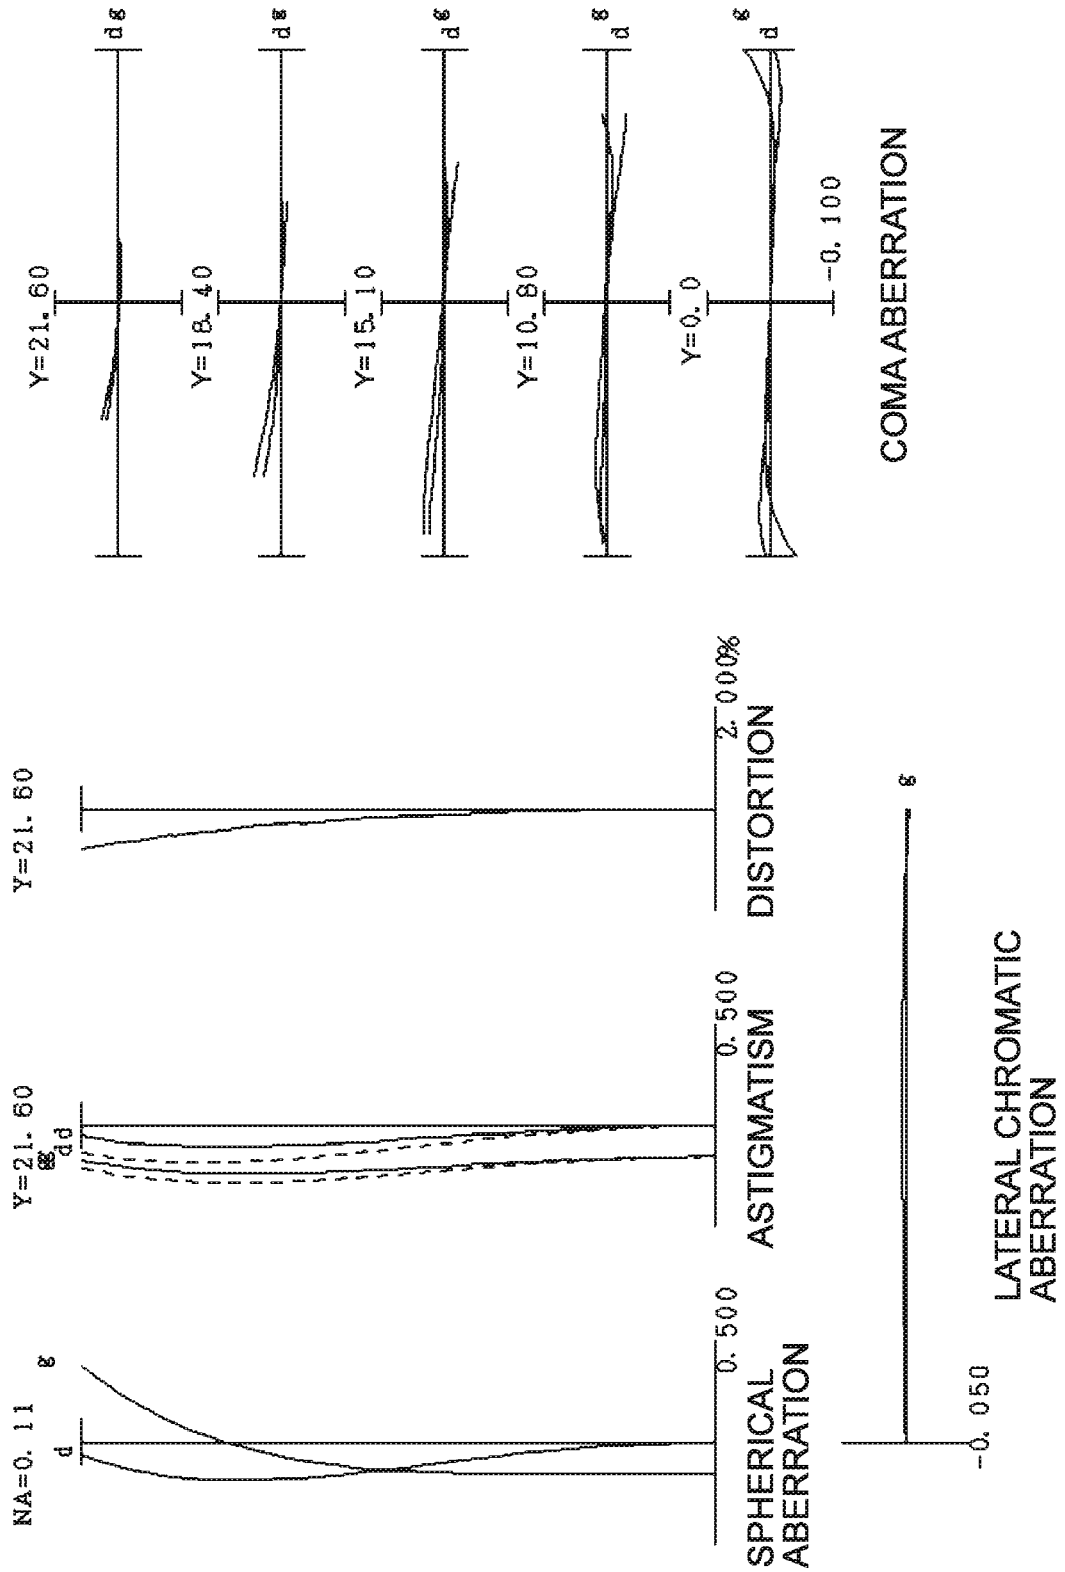 NA=0.11
d g
0.500
SPHERICAL
ABERRATION
Y=21.60
g g d d
0.500
ASTIGMATISM
Y=21.60
2.000%
DISTORTION
g
-0.050
LATERAL CHROMATIC
ABERRATION
Y=21.60
d g
Y=18.40
d g
Y=15.10
d g
Y=10.80
g
d
Y=0.0
g
d
-0.100
COMA ABERRATION